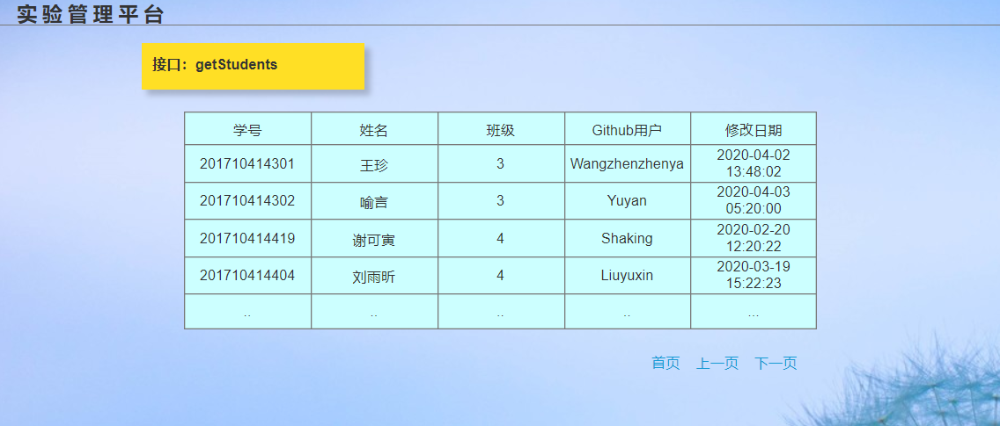 实验管理平台
接口：getStudents
学号 姓名 班级 Github用户 修改日期
201710414301 王珍 3 Wangzhenzhenya 2020-04-02 13:48:02
201710414302 喻言 3 Yuyan 2020-04-03 05:20:00
201710414419 谢可寅 4 Shaking 2020-02-20 12:20:22
201710414404 刘雨昕 4 Liuyuxin 2020-03-19 15:22:23
.. .. .. .. ...
首页 上一页 下一页